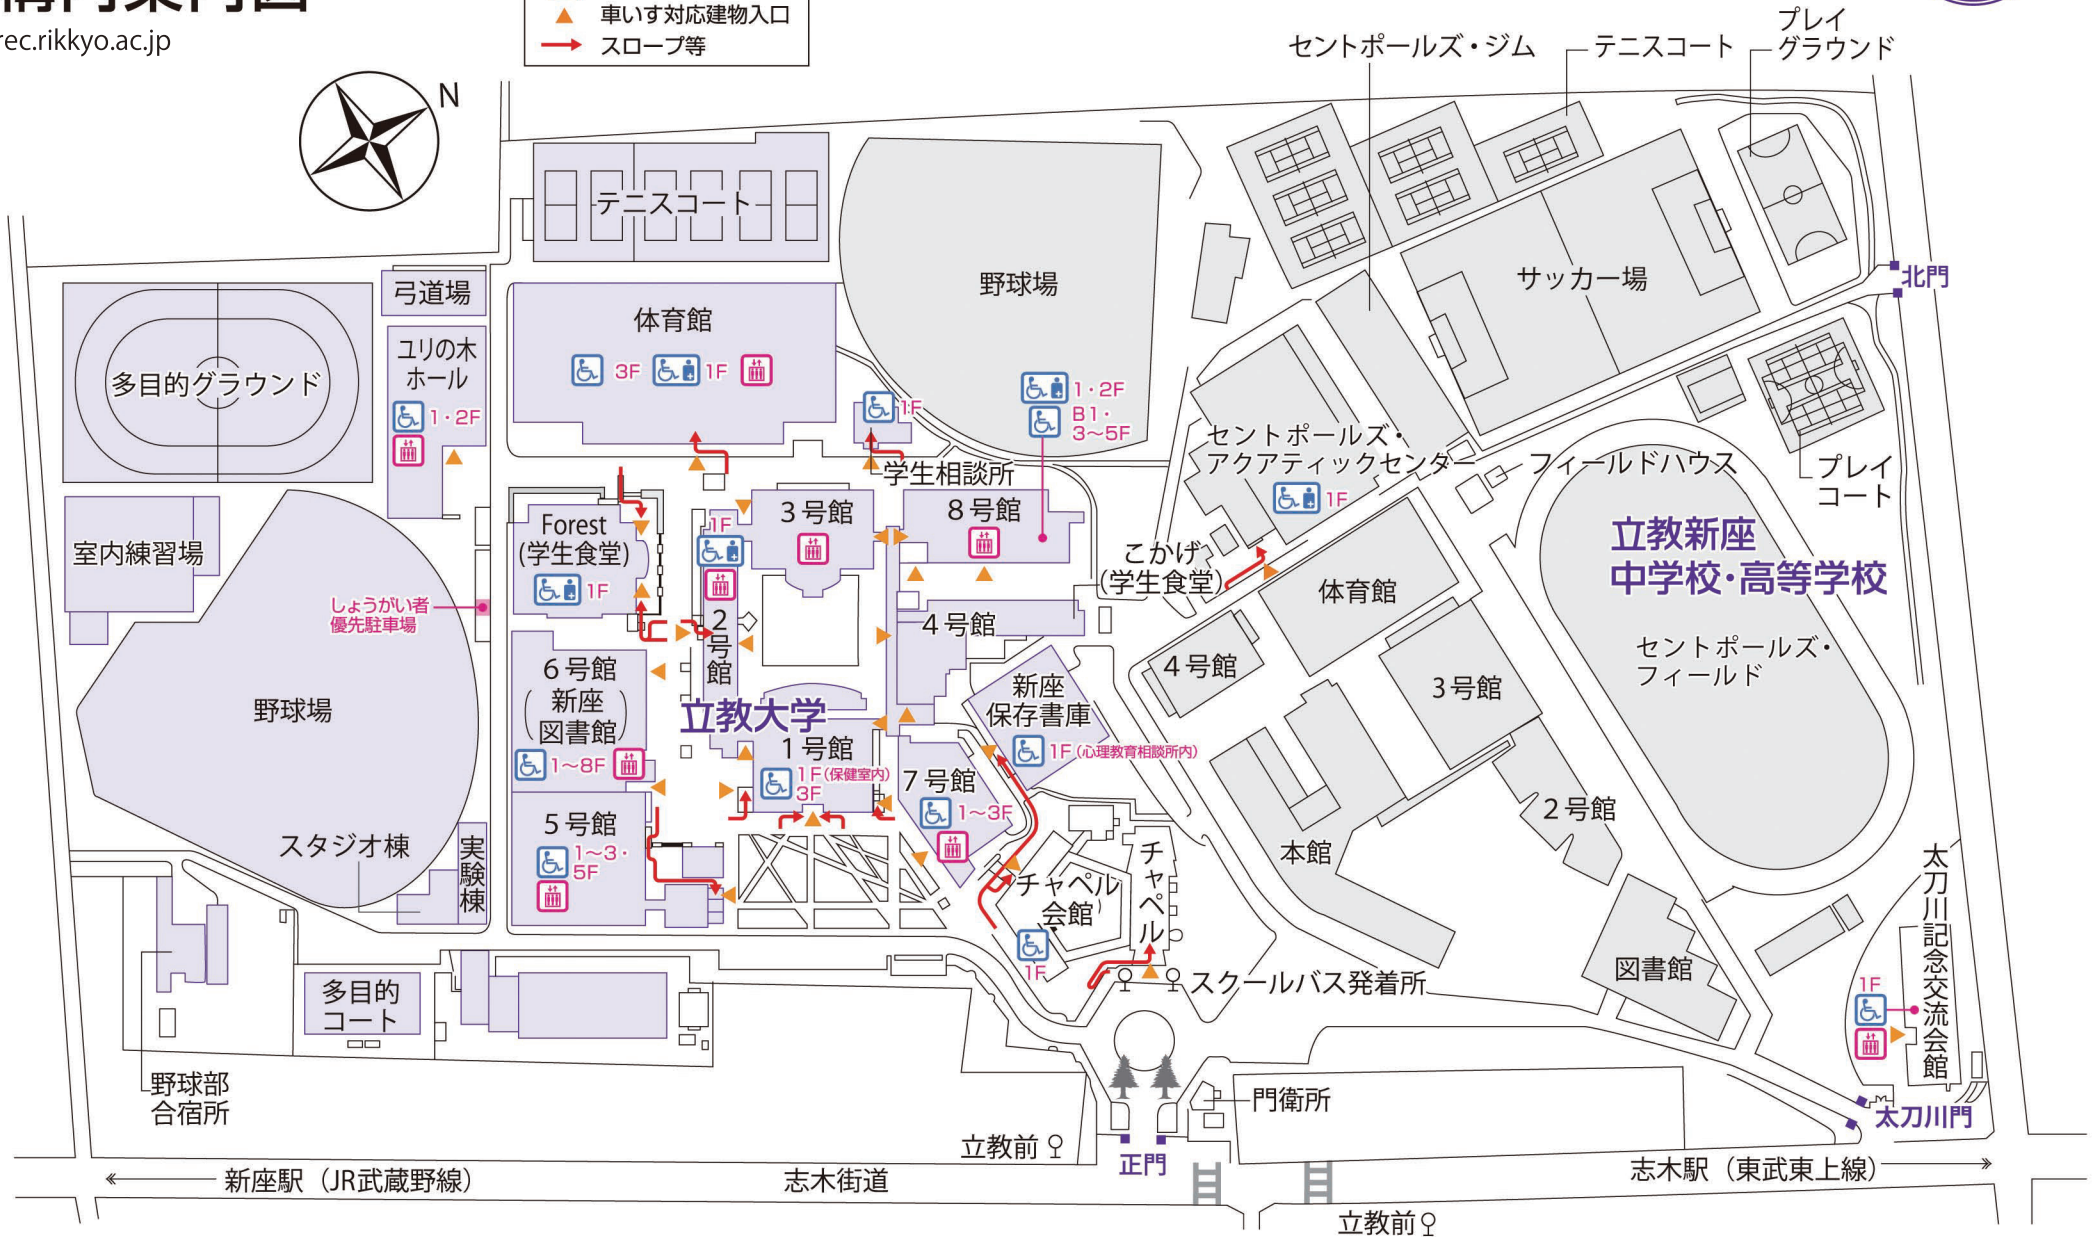 構内案内図
rec.rikkyo.ac.jp
車いす対応建物入口
スロープ等
N
セントポールズ・ジム
テニスコート
プレイ
グラウンド
テニスコート
野球場
サッカー場
北門
弓道場
体育館
3F
1F
ユリの木
ホール
1・2F
多目的グラウンド
1F
1・2F
B1・
3～5F
学生相談所
セントポールズ・
アクアティックセンター
1F
フィールドハウス
プレイ
コート
室内練習場
Forest
(学生食堂)
1F
1F
3号館
8号館
こかげ
(学生食堂)
立教新座
中学校・高等学校
体育館
しょうがい者
優先駐車場
2号館
4号館
4号館
3号館
セントポールズ・
フィールド
野球場
6号館
(新座
図書館)
1～8F
立教大学
新座
保存書庫
1F(心理教育相談所内)
1号館
1F(保健室内)
3F
7号館
1～3F
2号館
本館
スタジオ棟
実験棟
5号館
1～3・
5F
チャペル
会館
1F
チャペル
太刀川記念交流会館
1F
図書館
スクールバス発着所
多目的
コート
野球部
合宿所
門衛所
太刀川門
立教前
正門
新座駅（JR武蔵野線）
志木街道
志木駅（東武東上線）
立教前